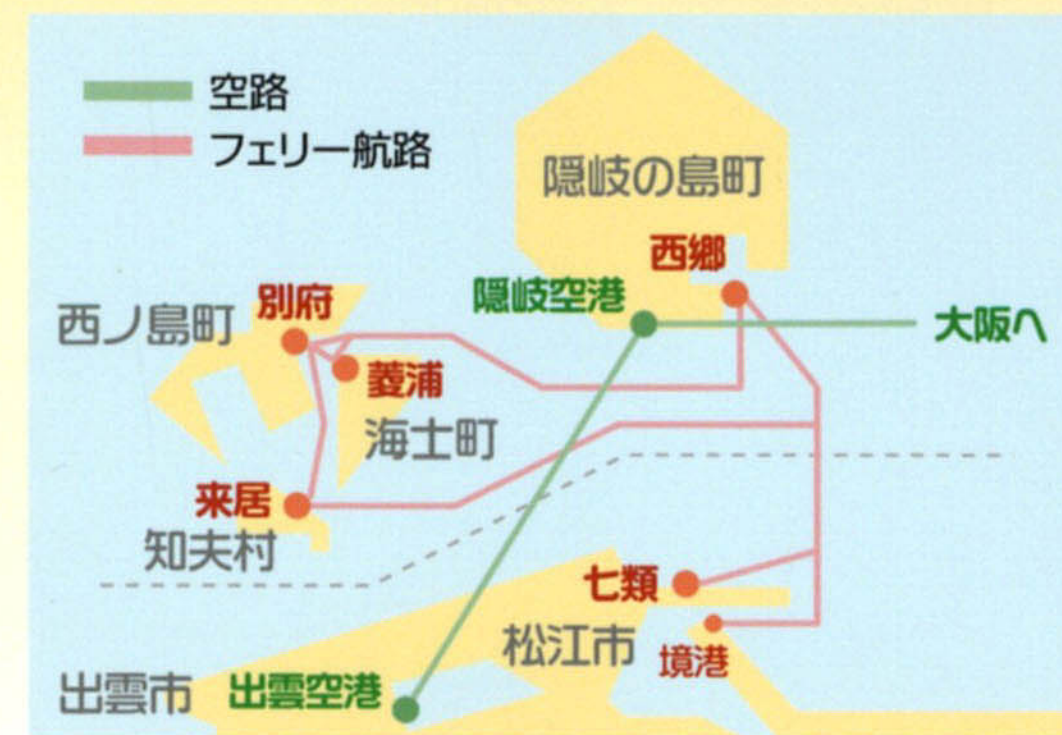 空路
フェリー航路
隠岐の島町
西郷
隠岐空港
大阪へ
西ノ島町
別府
菱浦
海士町
来居
知夫村
七類
松江市
境港
出雲市
出雲空港